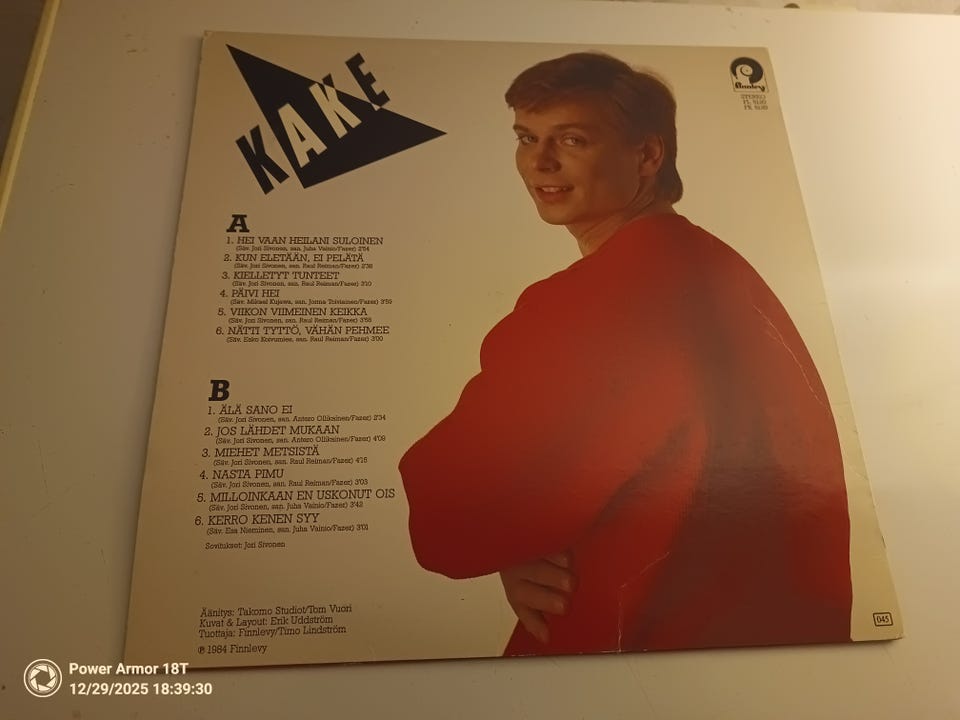 KAKE
Finnlevy
STEREO
A
1. HEI VAAN HEILANI SULOINEN
(Säv. Jori Sivonen, san. Juha Vainio/Fazer) 2'54
2. KUN ELETÄÄN, EI PELÄTÄ
(Säv. Jori Sivonen, san. Raul Reiman/Fazer) 2'38
3. KIELLETYT TUNTEET
(Säv. Jori Sivonen, san. Raul Reiman/Fazer) 3'10
4. PÄIVI HEI
(Säv. Mikael Kujawa, san. Jorma Toiviainen/Fazer) 3'59
5. VIIKON VIIMEINEN KEIKKA
(Säv. Jori Sivonen, san. Raul Reiman/Fazer) 3'58
6. NÄTTI TYTTÖ, VÄHÄN PEHMEE
(Säv. Esko Koivumies, san. Raul Reiman/Fazer) 3'00
B
1. ÄLÄ SANO EI
(Säv. Jori Sivonen, san. Antero Ollikainen/Fazer) 2'34
2. JOS LÄHDET MUKAAN
(Säv. Jori Sivonen, san. Antero Ollikainen/Fazer) 4'09
3. MIEHET METSISTÄ
(Säv. Jori Sivonen, san. Raul Reiman/Fazer) 4'15
4. NASTA PIMU
(Säv. Jori Sivonen, san. Raul Reiman/Fazer) 3'03
5. MILLOINKAAN EN USKONUT OIS
(Säv. Jori Sivonen, san. Juha Vainio/Fazer) 3'42
6. KERRO KENEN SYY
(Säv. Esa Nieminen, san. Juha Vainio/Fazer) 3'01
Sovitukset: Jori Sivonen
Äänitys: Takomo Studiot/Tom Vuori
Kuvat & Layout: Erik Uddström
Tuottaja: Finnlevy/Timo Lindström
℗ 1984 Finnlevy
045
Power Armor 18T
12/29/2025 18:39:30